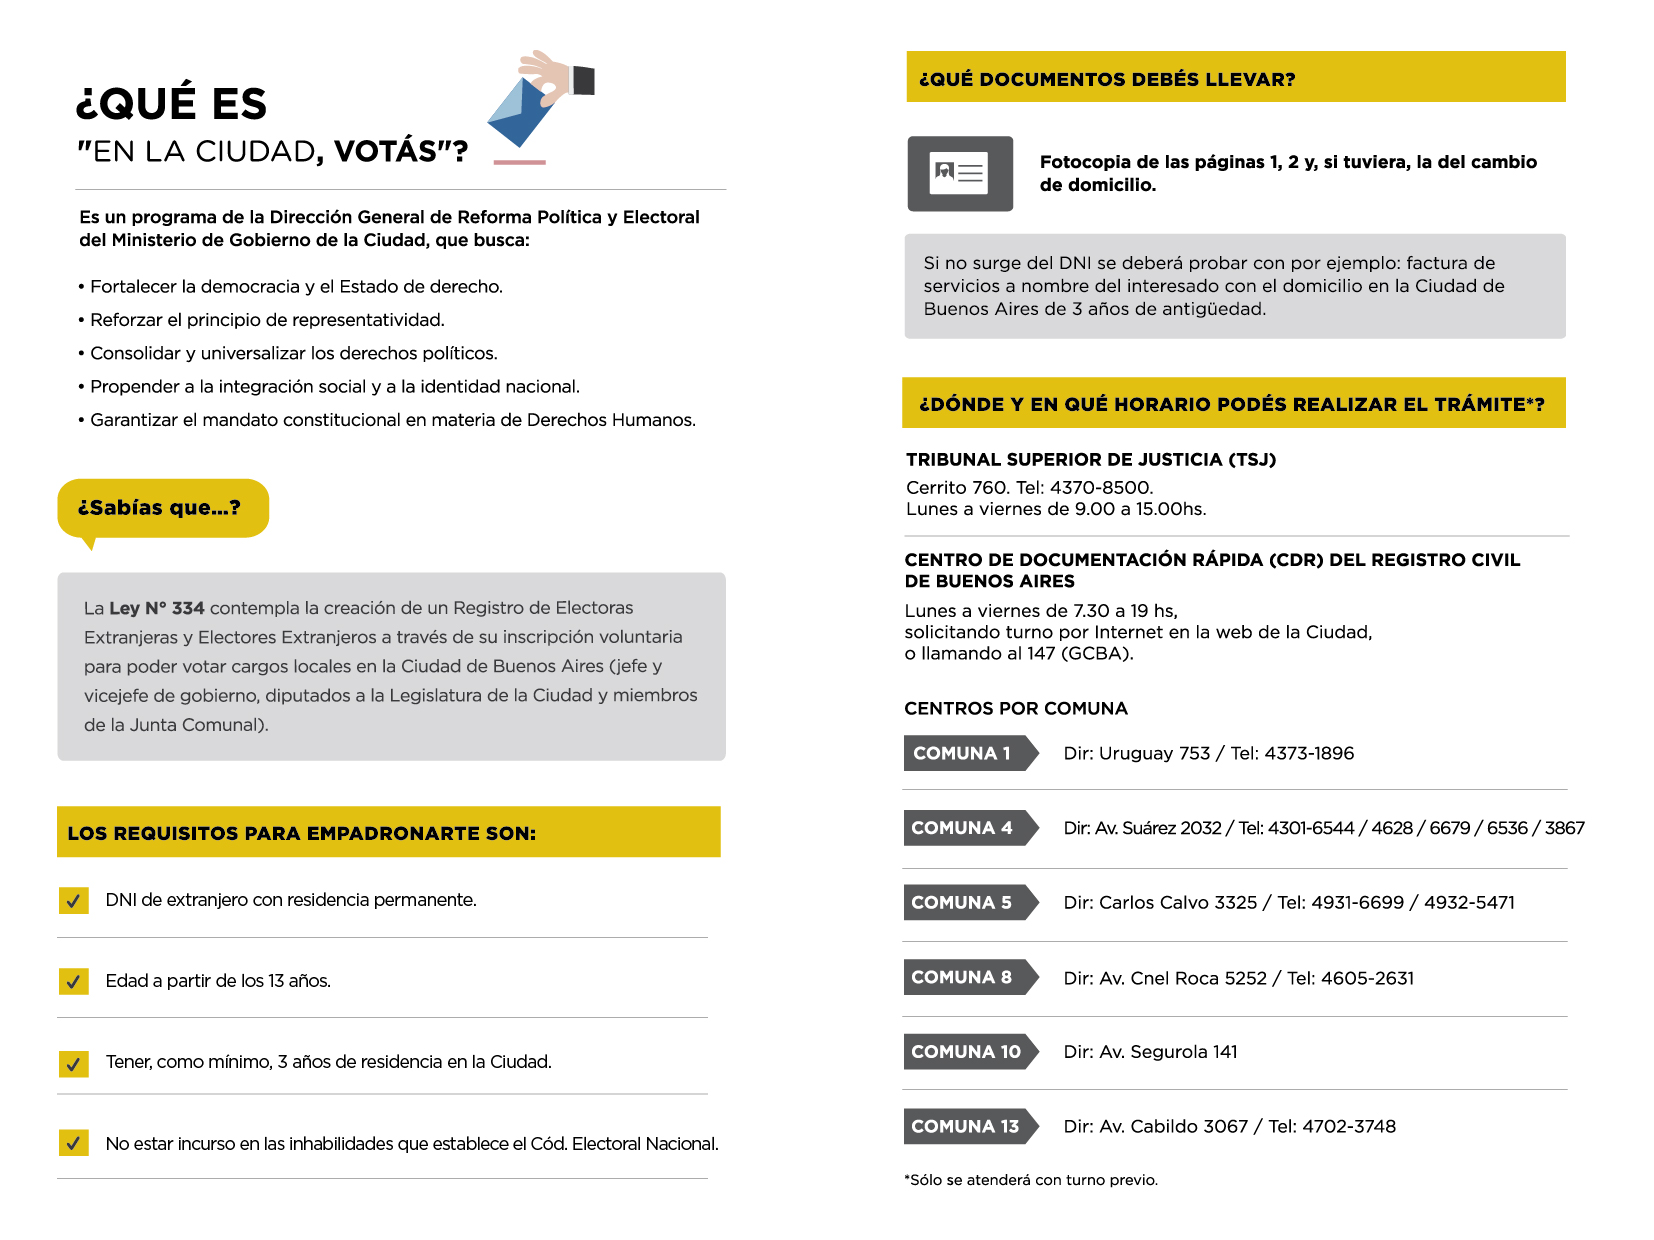 ¿QUÉ ES
"EN LA CIUDAD, VOTÁS"?
Es un programa de la Dirección General de Reforma Política y Electoral
del Ministerio de Gobierno de la Ciudad, que busca:
• Fortalecer la democracia y el Estado de derecho.
• Reforzar el principio de representatividad.
• Consolidar y universalizar los derechos políticos.
• Propender a la integración social y a la identidad nacional.
• Garantizar el mandato constitucional en materia de Derechos Humanos.
¿Sabías que...?
La Ley N° 334 contempla la creación de un Registro de Electoras
Extranjeras y Electores Extranjeros a través de su inscripción voluntaria
para poder votar cargos locales en la Ciudad de Buenos Aires (jefe y
vicejefe de gobierno, diputados a la Legislatura de la Ciudad y miembros
de la Junta Comunal).
LOS REQUISITOS PARA EMPADRONARTE SON:
DNI de extranjero con residencia permanente.
Edad a partir de los 13 años.
Tener, como mínimo, 3 años de residencia en la Ciudad.
No estar incurso en las inhabilidades que establece el Cód. Electoral Nacional.
¿QUÉ DOCUMENTOS DEBÉS LLEVAR?
Fotocopia de las páginas 1, 2 y, si tuviera, la del cambio
de domicilio.
Si no surge del DNI se deberá probar con por ejemplo: factura de
servicios a nombre del interesado con el domicilio en la Ciudad de
Buenos Aires de 3 años de antigüedad.
¿DÓNDE Y EN QUÉ HORARIO PODÉS REALIZAR EL TRÁMITE*?
TRIBUNAL SUPERIOR DE JUSTICIA (TSJ)
Cerrito 760. Tel: 4370-8500.
Lunes a viernes de 9.00 a 15.00hs.
CENTRO DE DOCUMENTACIÓN RÁPIDA (CDR) DEL REGISTRO CIVIL
DE BUENOS AIRES
Lunes a viernes de 7.30 a 19 hs,
solicitando turno por Internet en la web de la Ciudad,
o llamando al 147 (GCBA).
CENTROS POR COMUNA
COMUNA 1 Dir: Uruguay 753 / Tel: 4373-1896
COMUNA 4 Dir: Av. Suárez 2032 / Tel: 4301-6544 / 4628 / 6679 / 6536 / 3867
COMUNA 5 Dir: Carlos Calvo 3325 / Tel: 4931-6699 / 4932-5471
COMUNA 8 Dir: Av. Cnel Roca 5252 / Tel: 4605-2631
COMUNA 10 Dir: Av. Segurola 141
COMUNA 13 Dir: Av. Cabildo 3067 / Tel: 4702-3748
*Sólo se atenderá con turno previo.